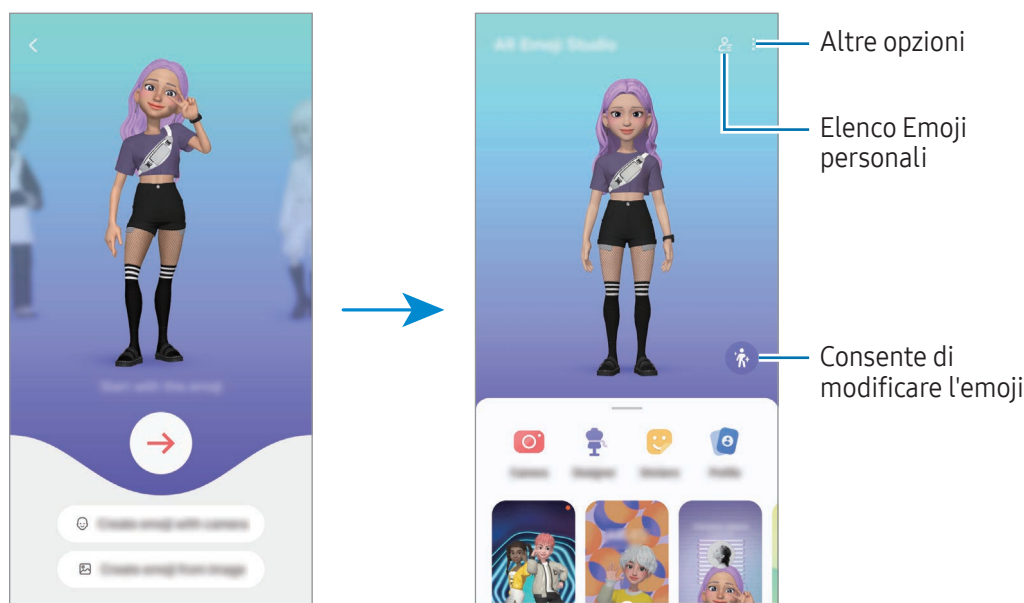 AR Emoji Studio
Altre opzioni
Elenco Emoji
personali
Start with this emoji
Consente di
modificare l'emoji
Camera
Designer
Stickers
Profile
Create emoji with camera
Create emoji from image